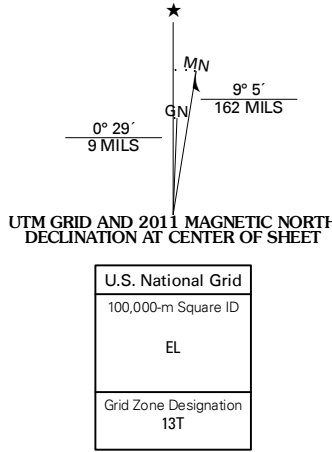 MN
GN
9° 5´
162 MILS
0° 29´
9 MILS
UTM GRID AND 2011 MAGNETIC NORTH
DECLINATION AT CENTER OF SHEET
U.S. National Grid
100,000-m Square ID
EL
Grid Zone Designation
13T